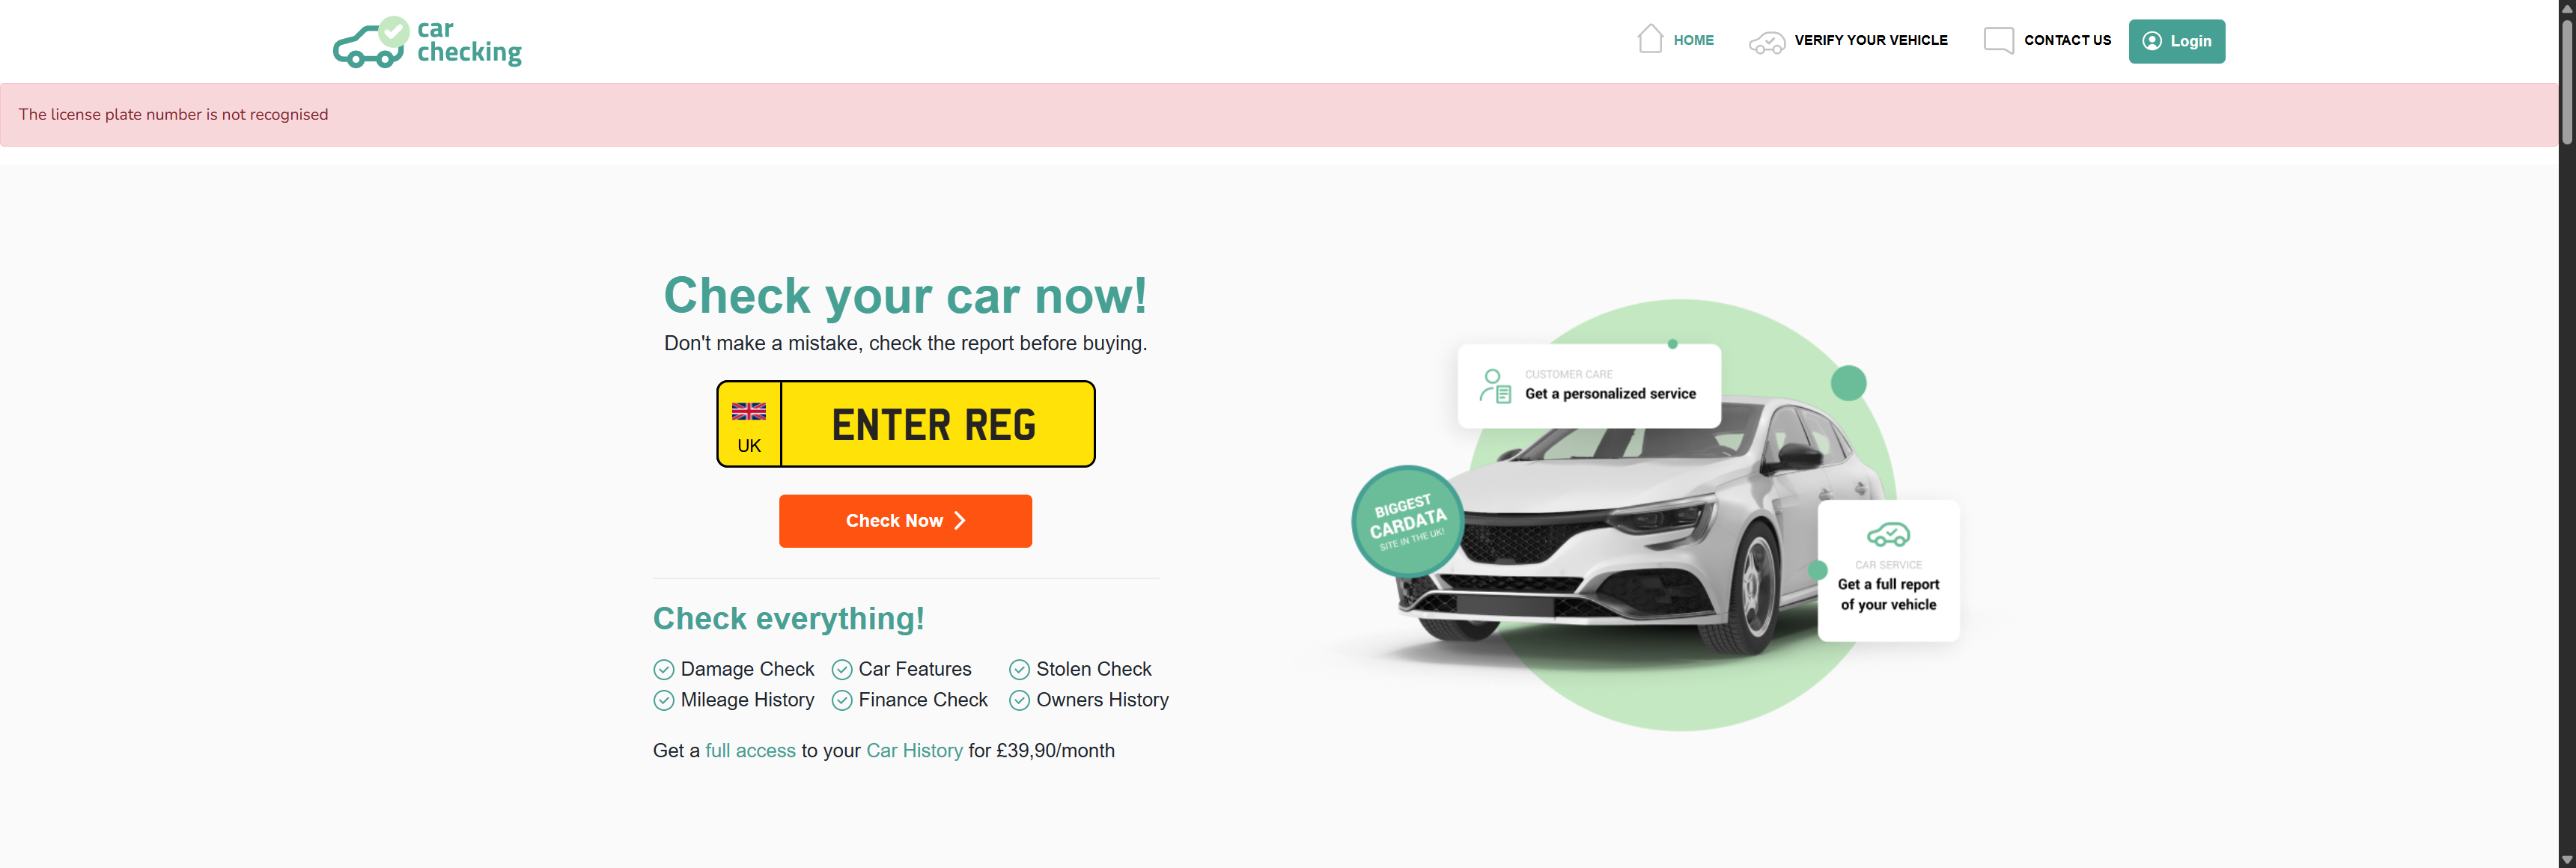 car
checking
HOME
VERIFY YOUR VEHICLE
CONTACT US
Login
The license plate number is not recognised
Check your car now!
Don't make a mistake, check the report before buying.
UK
ENTER REG
Check Now
Check everything!
Damage Check
Car Features
Stolen Check
Mileage History
Finance Check
Owners History
Get a full access to your Car History for £39,90/month
CUSTOMER CARE
Get a personalized service
BIGGEST
CARDATA
SITE IN THE UK!
CAR SERVICE
Get a full report
of your vehicle